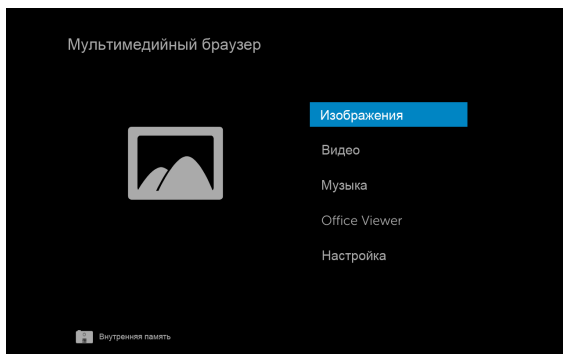 Мультимедийный браузер
Изображения
Видео
Музыка
Office Viewer
Настройка
Внутренняя память